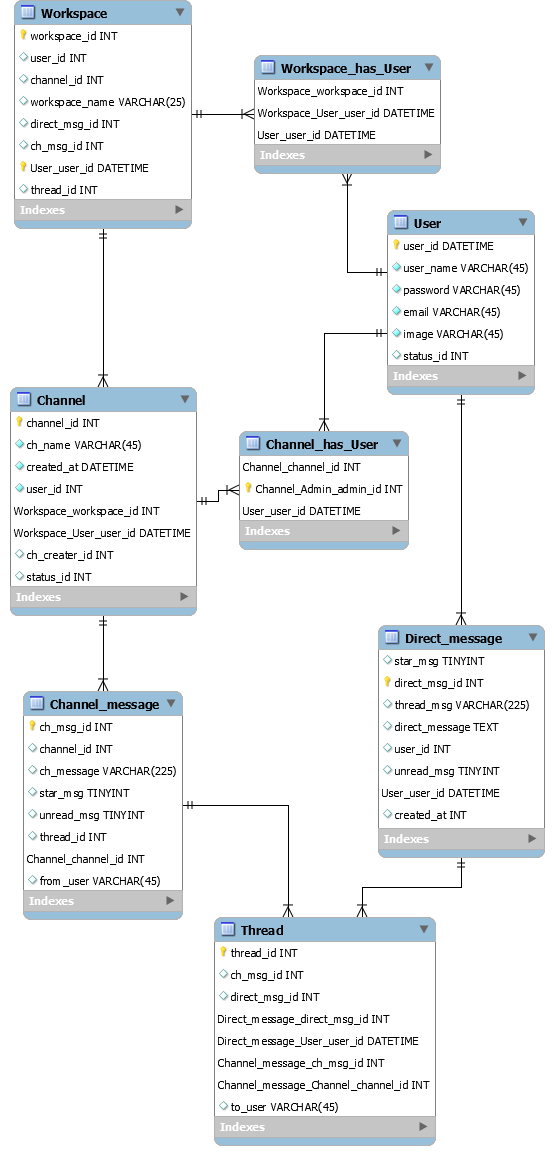 Workspace
workspace_id INT
user_id INT
channel_id INT
workspace_name VARCHAR(25)
direct_msg_id INT
ch_msg_id INT
User_user_id DATETIME
thread_id INT
Indexes
Workspace_has_User
Workspace_workspace_id INT
Workspace_User_user_id DATETIME
User_user_id DATETIME
Indexes
User
user_id DATETIME
user_name VARCHAR(45)
password VARCHAR(45)
email VARCHAR(45)
image VARCHAR(45)
status_id INT
Indexes
Channel
channel_id INT
ch_name VARCHAR(45)
created_at DATETIME
user_id INT
Workspace_workspace_id INT
Workspace_User_user_id DATETIME
ch_creater_id INT
status_id INT
Indexes
Channel_has_User
Channel_channel_id INT
Channel_Admin_admin_id INT
User_user_id DATETIME
Indexes
Direct_message
star_msg TINYINT
direct_msg_id INT
thread_msg VARCHAR(225)
direct_message TEXT
user_id INT
unread_msg TINYINT
User_user_id DATETIME
created_at INT
Indexes
Channel_message
ch_msg_id INT
channel_id INT
ch_message VARCHAR(225)
star_msg TINYINT
unread_msg TINYINT
thread_id INT
Channel_channel_id INT
from_user VARCHAR(45)
Indexes
Thread
thread_id INT
ch_msg_id INT
direct_msg_id INT
Direct_message_direct_msg_id INT
Direct_message_User_user_id DATETIME
Channel_message_ch_msg_id INT
Channel_message_Channel_channel_id INT
to_user VARCHAR(45)
Indexes